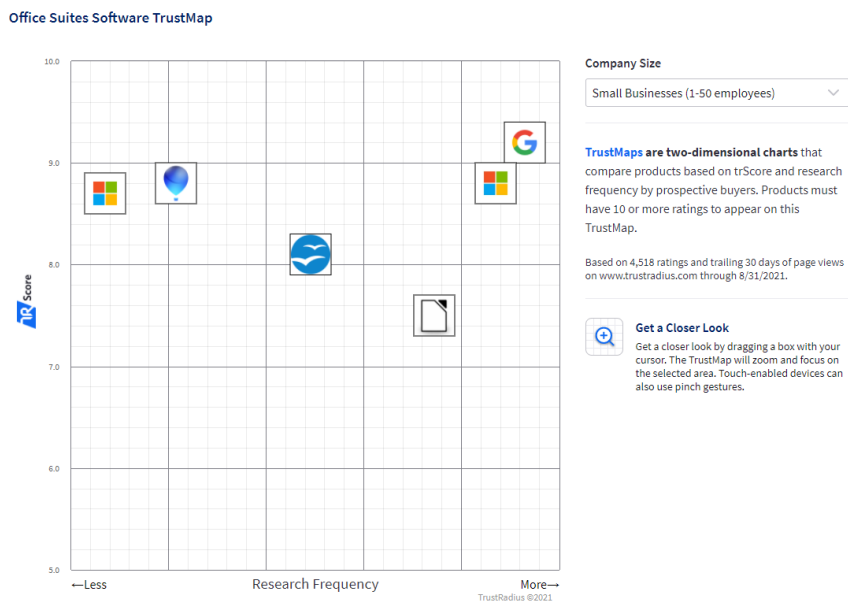 Office Suites Software TrustMap
10.0
9.0
8.0
7.0
6.0
5.0
tR Score
←Less
Research Frequency
More→
TrustRadius ©2021
Company Size
Small Businesses (1-50 employees)
TrustMaps are two-dimensional charts that
compare products based on trScore and research
frequency by prospective buyers. Products must
have 10 or more ratings to appear on this
TrustMap.
Based on 4,518 ratings and trailing 30 days of page views
on www.trustradius.com through 8/31/2021.
Get a Closer Look
Get a closer look by dragging a box with your
cursor. The TrustMap will zoom and focus on
the selected area. Touch-enabled devices can
also use pinch gestures.